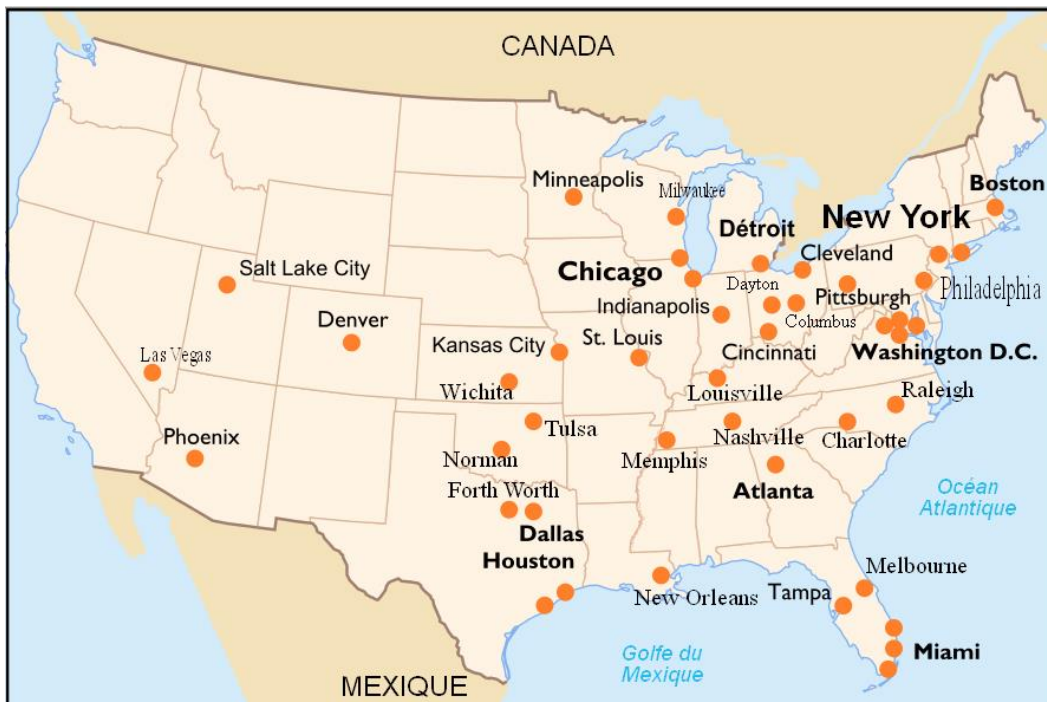 CANADA
Minneapolis
Milwaukee
Boston
New York
Détroit
Cleveland
Salt Lake City
Chicago
Dayton
Pittsburgh
Philadelphia
Indianapolis
Columbus
Denver
Kansas City
St. Louis
Cincinnati
Washington D.C.
Las Vegas
Wichita
Louisville
Raleigh
Tulsa
Nashville
Charlotte
Phoenix
Norman
Memphis
Forth Worth
Atlanta
Océan
Atlantique
Dallas
Houston
Melbourne
New Orleans
Tampa
Golfe du
Mexique
Miami
MEXIQUE